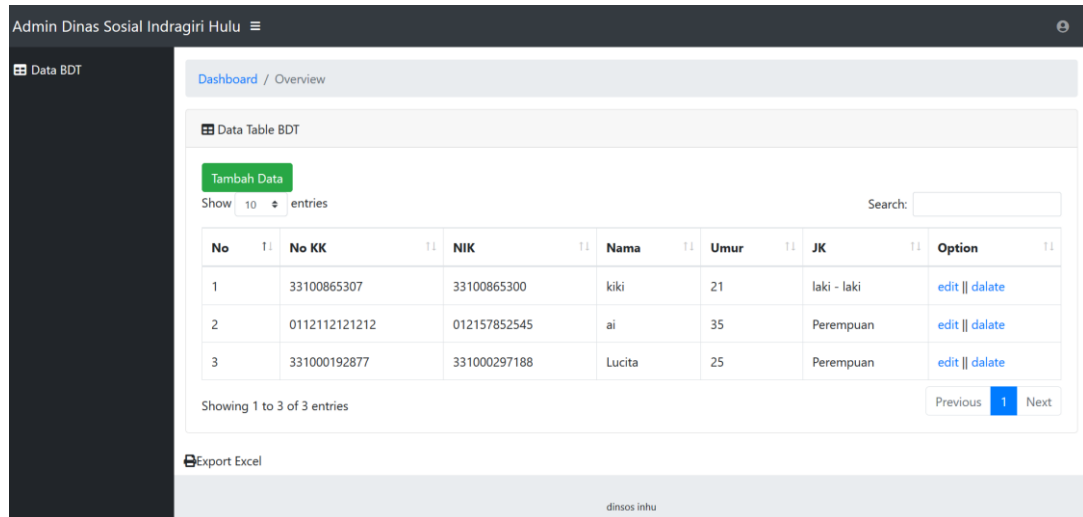 Admin Dinas Sosial Indragiri Hulu
Data BDT
Dashboard / Overview
Data Table BDT
Tambah Data
Show 10 entries Search:
No No KK NIK Nama Umur JK Option
1 33100865307 33100865300 kiki 21 laki - laki edit || dalate
2 0112112121212 012157852545 ai 35 Perempuan edit || dalate
3 331000192877 331000297188 Lucita 25 Perempuan edit || dalate
Showing 1 to 3 of 3 entries Previous 1 Next
Export Excel
dinsos inhu